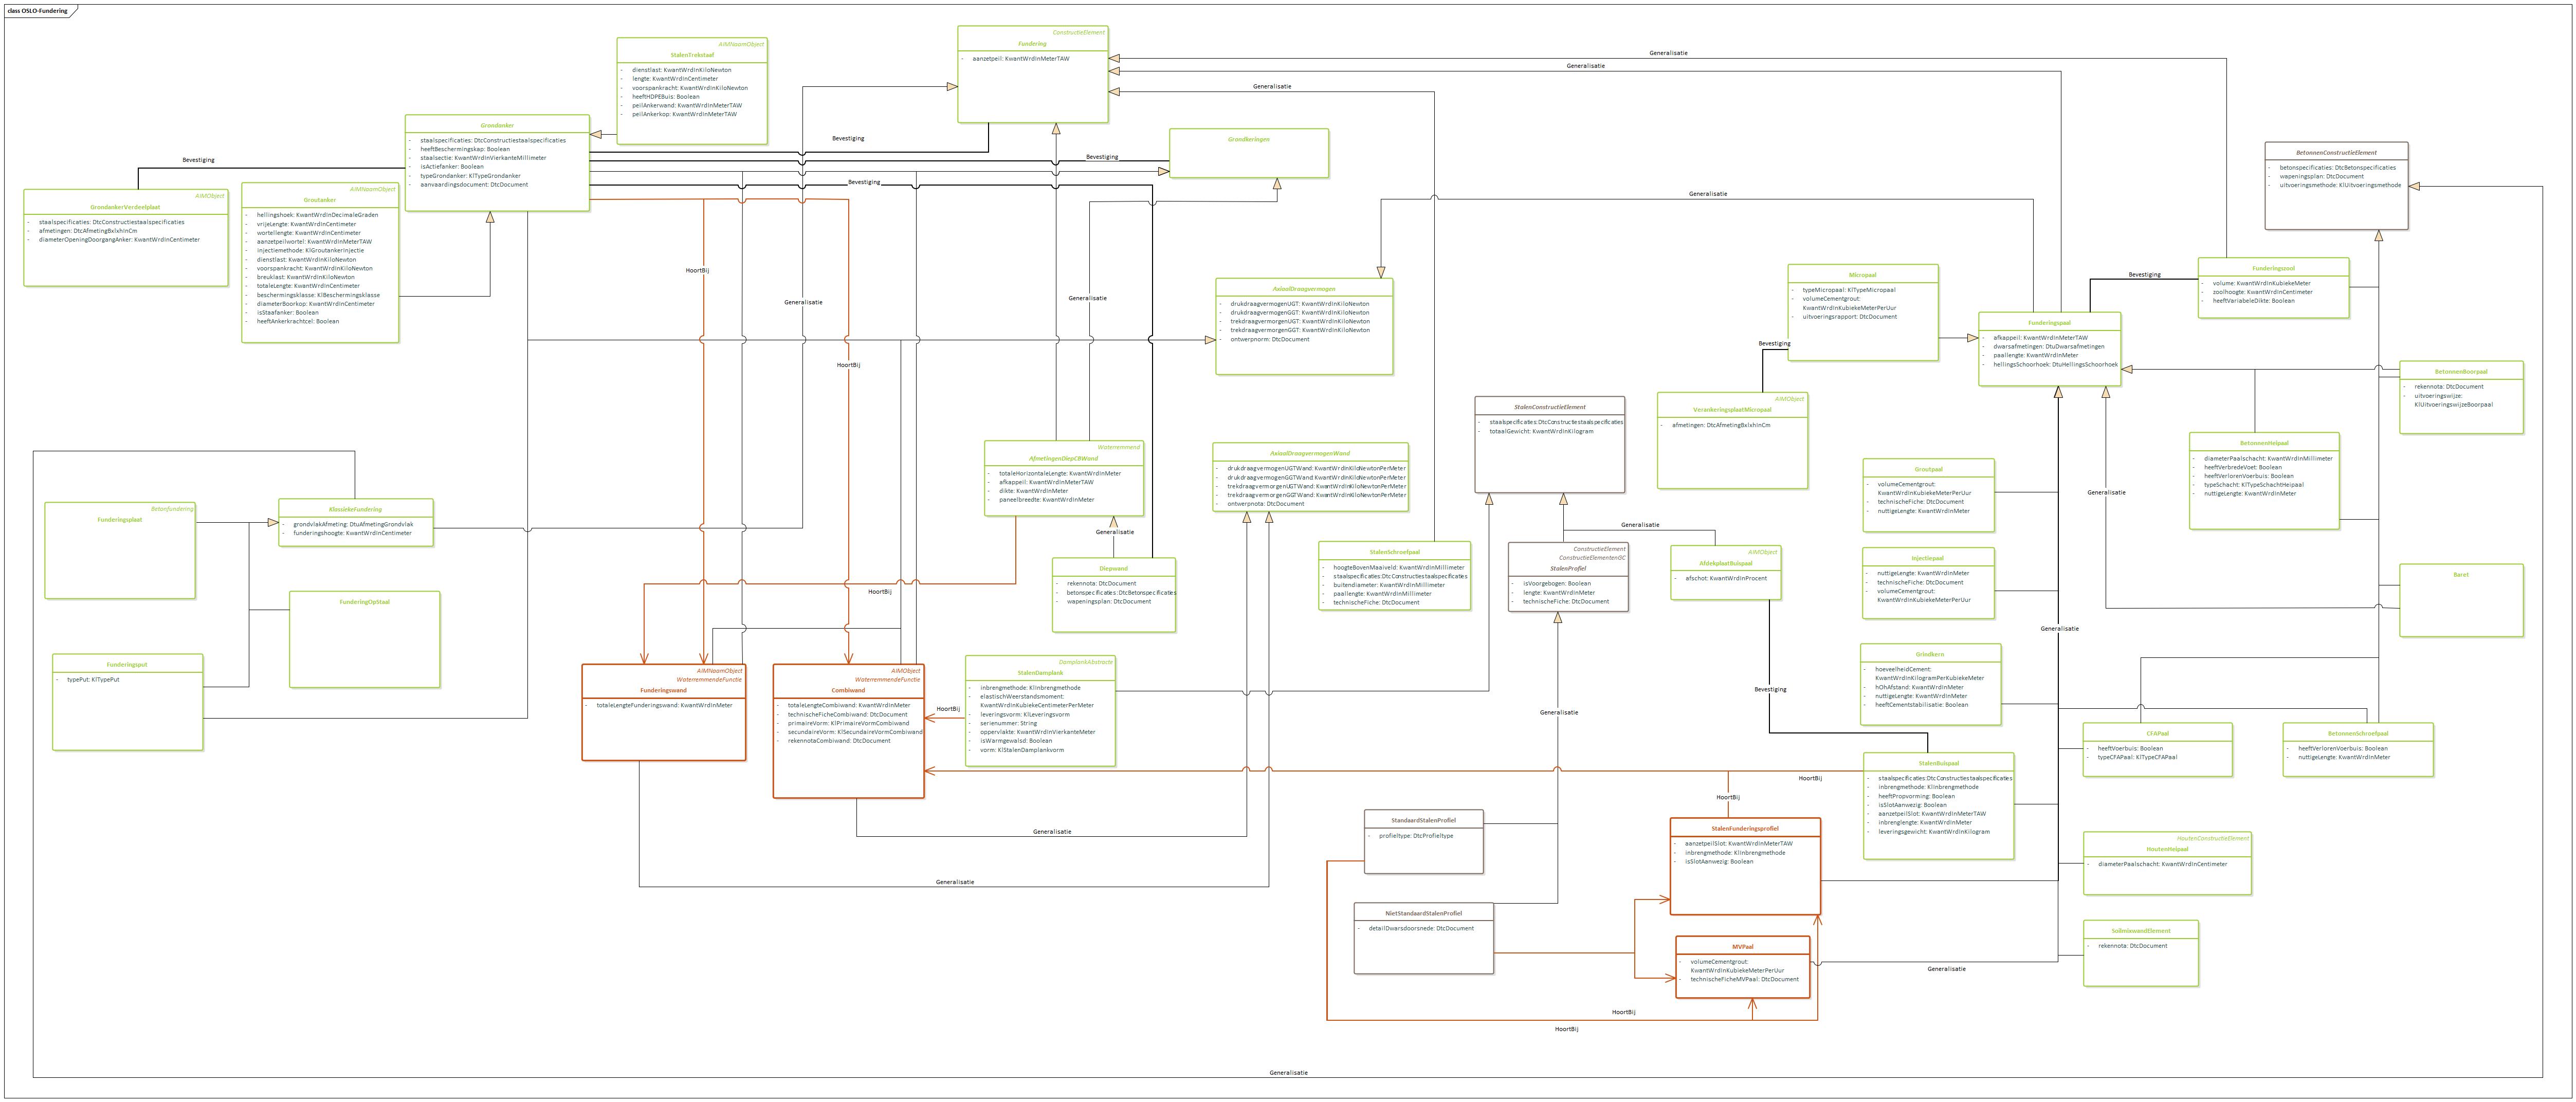 class OSLO-Fundering
AIMNaamObject
StalenTrekstaaf
- dienstlast: KwantWrdInKiloNewton
- lengte: KwantWrdInCentimeter
- voorspankracht: KwantWrdInKiloNewton
- heeftHDPEBuis: Boolean
- peilAnkerwand: KwantWrdInMeterTAW
- peilAnkerkop: KwantWrdInMeterTAW
ConstructieElement
Fundering
- aanzetpeil: KwantWrdInMeterTAW
Generalisatie
Generalisatie
Generalisatie
Grondanker
- staalspecificaties: DtcConstructiestaalspecificaties
- heeftBeschermingskap: Boolean
- staalsectie: KwantWrdInVierkanteMillimeter
- isActiefanker: Boolean
- typeGrondanker: KlTypeGrondanker
- aanvaardingsdocument: DtcDocument
Bevestiging
Bevestiging
Bevestiging
Bevestiging
Grondkeringen
BetonnenConstructieElement
- betonspecificaties: DtcBetonspecificaties
- wapeningsplan: DtcDocument
- uitvoeringsmethode: KlUitvoeringsmethode
AIMObject
GrondankerVerdeelplaat
- staalspecificaties: DtcConstructiestaalspecificaties
- afmetingen: DtcAfmetingBxlxhInCm
- diameterOpeningDoorgangAnker: KwantWrdInCentimeter
AIMNaamObject
Groutanker
- hellingshoek: KwantWrdInDecimaleGraden
- vrijeLengte: KwantWrdInCentimeter
- wortellengte: KwantWrdInCentimeter
- aanzetpeilwortel: KwantWrdInMeterTAW
- injectiemethode: KlGroutankerInjectie
- dienstlast: KwantWrdInKiloNewton
- voorspankracht: KwantWrdInKiloNewton
- breuklast: KwantWrdInKiloNewton
- totaleLengte: KwantWrdInCentimeter
- beschermingsklasse: KlBeschermingsklasse
- diameterBoorkop: KwantWrdInCentimeter
- isStaafanker: Boolean
- heeftAnkerkrachtcel: Boolean
HoortBij
Generalisatie
Generalisatie
HoortBij
Generalisatie
AxiaalDraagvermogen
- drukdraagvermogenUGT: KwantWrdInKiloNewton
- drukdraagvermogenGGT: KwantWrdInKiloNewton
- trekdraagvermorgenUGT: KwantWrdInKiloNewton
- trekdraagvermorgenGGT: KwantWrdInKiloNewton
- ontwerpnorm: DtcDocument
Micropaal
- typeMicropaal: KlTypeMicropaal
- volumeCementgrout:
KwantWrdInKubiekeMeterPerUur
- uitvoeringsrapport: DtcDocument
Bevestiging
Funderingszool
- volume: KwantWrdInKubiekeMeter
- zoolhoogte: KwantWrdInCentimeter
- heeftVariabeleDikte: Boolean
Bevestiging
Funderingspaal
- afkappeil: KwantWrdInMeterTAW
- dwarsafmetingen: DtuDwarsafmetingen
- paallengte: KwantWrdInMeter
- hellingsSchoorhoek: DtuHellingsSchoorhoek
BetonnenBoorpaal
- rekennota: DtcDocument
- uitvoeringswijze:
KlUitvoeringswijzeBoorpaal
AIMObject
VerankeringsplaatMicropaal
- afmetingen: DtcAfmetingBxlxhInCm
StalenConstructieElement
- staalspecificaties:DtcConstructiestaalspecificaties
- totaalGewicht: KwantWrdInKilogram
Waterremmend
AfmetingenDiepCBWand
- totaleHorizontaleLengte: KwantWrdInMeter
- afkappeil: KwantWrdInMeterTAW
- dikte: KwantWrdInMeter
- paneelbreedte: KwantWrdInMeter
AxiaalDraagvermogenWand
- drukdraagvermogenUGTWand: KwantWrdInKiloNewtonPerMeter
- drukdraagvermogenGGTWand: KwantWrdInKiloNewtonPerMeter
- trekdraagvermorgenUGTWand: KwantWrdInKiloNewtonPerMeter
- trekdraagvermorgenGGTWand: KwantWrdInKiloNewtonPerMeter
- ontwerpnota: DtcDocument
BetonnenHeipaal
- diameterPaalschacht: KwantWrdInMillimeter
- heeftVerbredeVoet: Boolean
- heeftVerlorenVoerbuis: Boolean
- typeSchacht: KlTypeSchachtHeipaal
- nuttigeLengte: KwantWrdInMeter
Groutpaal
- volumeCementgrout:
KwantWrdInKubiekeMeterPerUur
- technischeFiche: DtcDocument
- nuttigeLengte: KwantWrdInMeter
Generalisatie
Betonfundering
Funderingsplaat
KlassiekeFundering
- grondvlakAfmeting: DtuAfmetingGrondvlak
- funderingshoogte: KwantWrdInCentimeter
Generalisatie
Generalisatie
Diepwand
- rekennota: DtcDocument
- betonspecificaties:DtcBetonspecificaties
- wapeningsplan: DtcDocument
StalenSchroefpaal
- hoogteBovenMaaiveld: KwantWrdInMillimeter
- staalspecificaties:DtcConstructiestaalspecificaties
- buitendiameter: KwantWrdInMillimeter
- paallengte: KwantWrdInMillimeter
- technischeFiche: DtcDocument
ConstructieElement
ConstructieElementenGC
StalenProfiel
- isVoorgebogen: Boolean
- lengte: KwantWrdInMeter
- technischeFiche: DtcDocument
AIMObject
AfdekplaatBuispaal
- afschot: KwantWrdInProcent
Injectiepaal
- nuttigeLengte: KwantWrdInMeter
- technischeFiche: DtcDocument
- volumeCementgrout:
KwantWrdInKubiekeMeterPerUur
Baret
HoortBij
FunderingOpStaal
Generalisatie
Funderingsput
- typePut: KlTypePut
AIMNaamObject
WaterremmendeFunctie
Funderingswand
- totaleLengteFunderingswand: KwantWrdInMeter
AIMObject
WaterremmendeFunctie
Combiwand
- totaleLengteCombiwand: KwantWrdInMeter
- technischeFicheCombiwand: DtcDocument
- primaireVorm: KlPrimaireVormCombiwand
- secundaireVorm: KlSecundaireVormCombiwand
- rekennotaCombiwand: DtcDocument
HoortBij
DamplankAbstracte
StalenDamplank
- inbrengmethode: KlInbrengmethode
- elastischWeerstandsmoment:
KwantWrdInKubiekeCentimeterPerMeter
- leveringsvorm: KlLeveringsvorm
- serienummer: String
- oppervlakte: KwantWrdInVierkanteMeter
- isWarmgewalsd: Boolean
- vorm: KlStalenDamplankvorm
Grindkern
- hoeveelheidCement:
KwantWrdInKilogramPerKubiekeMeter
- hOhAfstand: KwantWrdInMeter
- nuttigeLengte: KwantWrdInMeter
- heeftCementstabilisatie: Boolean
Bevestiging
Generalisatie
CFAPaal
- heeftVoerbuis: Boolean
- typeCFAPaal: KlTypeCFAPaal
BetonnenSchroefpaal
- heeftVerlorenVoerbuis: Boolean
- nuttigeLengte: KwantWrdInMeter
HoortBij
HoortBij
StalenBuispaal
- staalspecificaties:DtcConstructiestaalspecificaties
- inbrengmethode: KlInbrengmethode
- heeftPropvorming: Boolean
- isSlotAanwezig: Boolean
- aanzetpeilSlot: KwantWrdInMeterTAW
- inbrenglengte: KwantWrdInMeter
- leveringsgewicht: KwantWrdInKilogram
Generalisatie
StandaardStalenProfiel
- profieltype: DtcProfieltype
StalenFunderingsprofiel
- aanzetpeilSlot: KwantWrdInMeterTAW
- inbrengmethode: KlInbrengmethode
- isSlotAanwezig: Boolean
HoutenConstructieElement
HoutenHeipaal
- diameterPaalschacht: KwantWrdInCentimeter
Generalisatie
NietStandaardStalenProfiel
- detailDwarsdoorsnede: DtcDocument
MVPaal
- volumeCementgrout:
KwantWrdInKubiekeMeterPerUur
- technischeFicheMVPaal: DtcDocument
SoilmixwandElement
- rekennota: DtcDocument
Generalisatie
HoortBij
HoortBij
Generalisatie